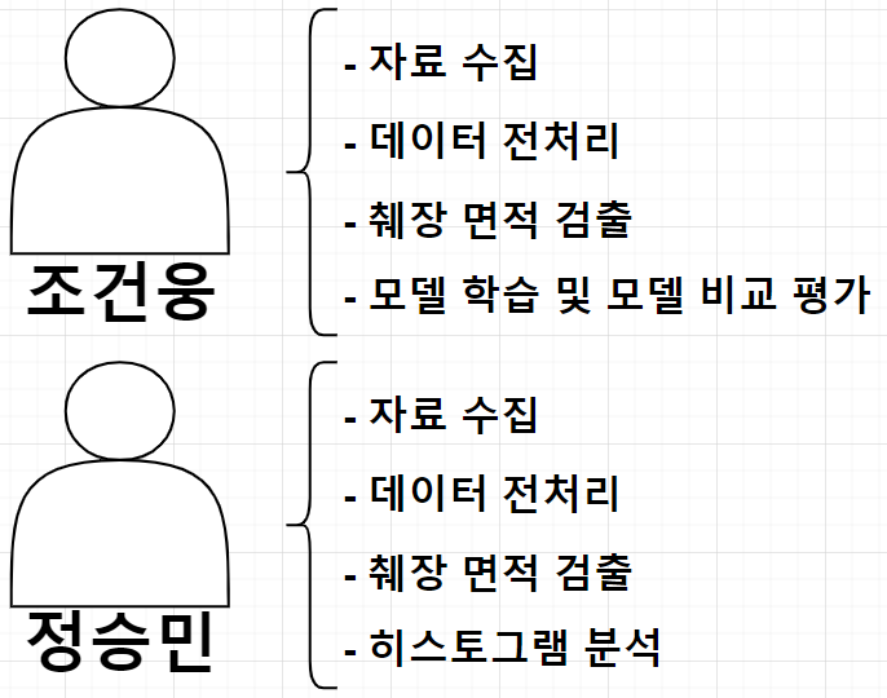 - 자료 수집
- 데이터 전처리
- 췌장 면적 검출
- 모델 학습 및 모델 비교 평가
조건웅
- 자료 수집
- 데이터 전처리
- 췌장 면적 검출
- 히스토그램 분석
정승민